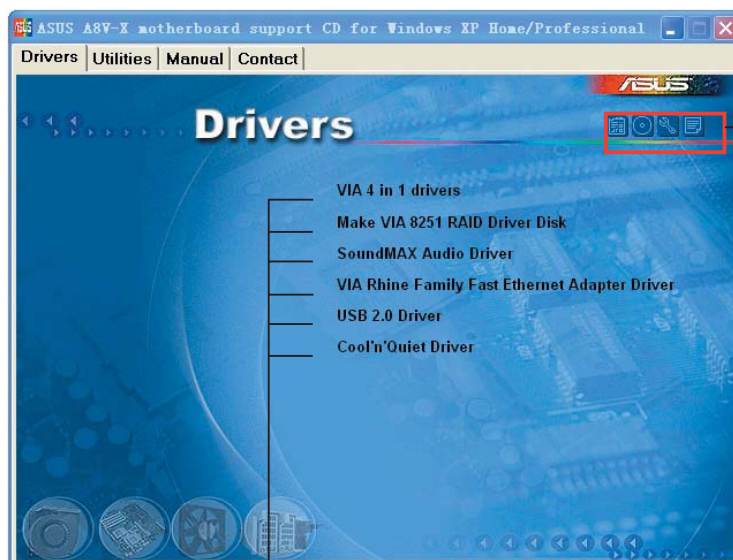 ASUS A8V-X motherboard support CD for Windows XP Home/Professional
Drivers Utilities Manual Contact
ASUS
Drivers
VIA 4 in 1 drivers
Make VIA 8251 RAID Driver Disk
SoundMAX Audio Driver
VIA Rhine Family Fast Ethernet Adapter Driver
USB 2.0 Driver
Cool'n'Quiet Driver